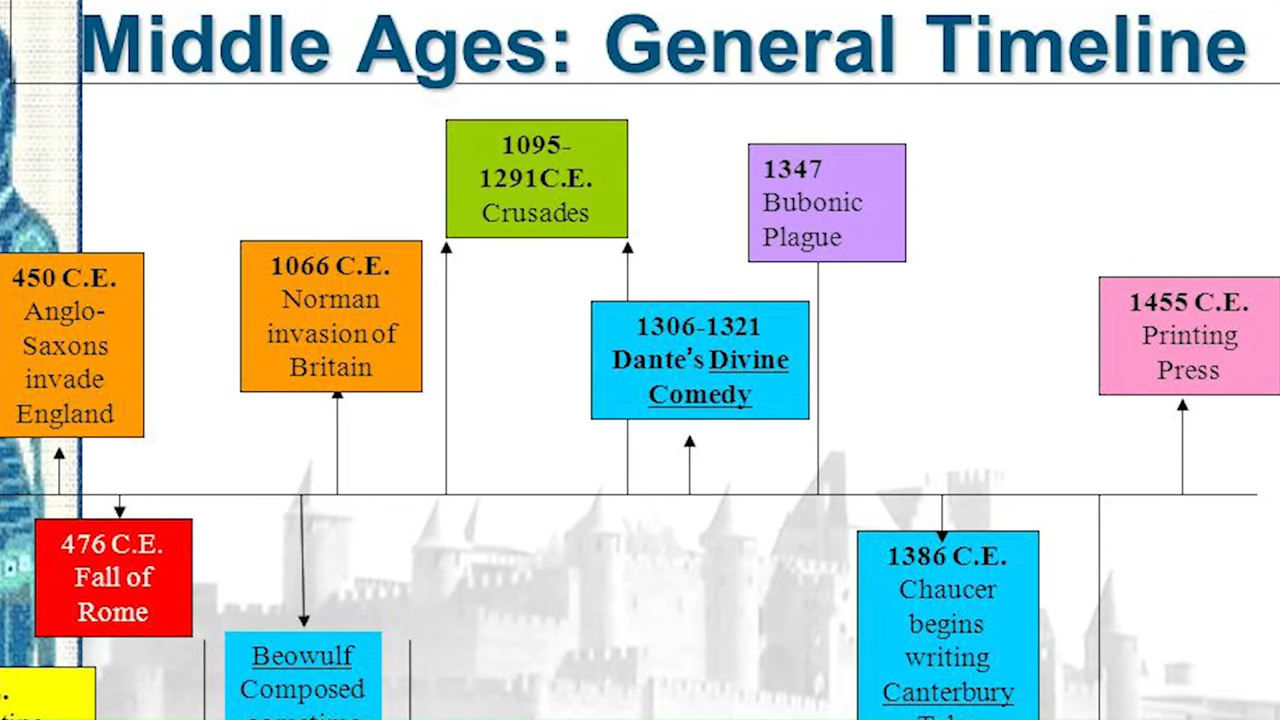 Middle Ages: General Timeline
1095-
1291C.E.
Crusades
1347
Bubonic
Plague
450 C.E.
Anglo-
Saxons
invade
England
1066 C.E.
Norman
invasion of
Britain
1306-1321
Dante's Divine
Comedy
1455 C.E.
Printing
Press
476 C.E.
Fall of
Rome
Beowulf
Composed
1386 C.E.
Chaucer
begins
writing
Canterbury